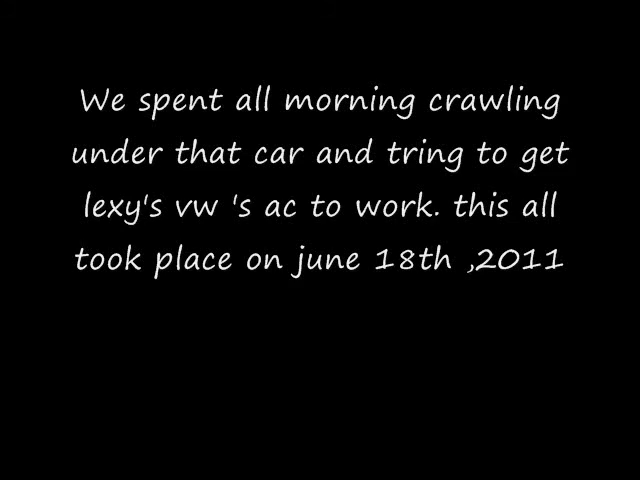 We spent all morning crawling
under that car and tring to get
lexy's vw 's ac to work. this all
took place on june 18th ,2011